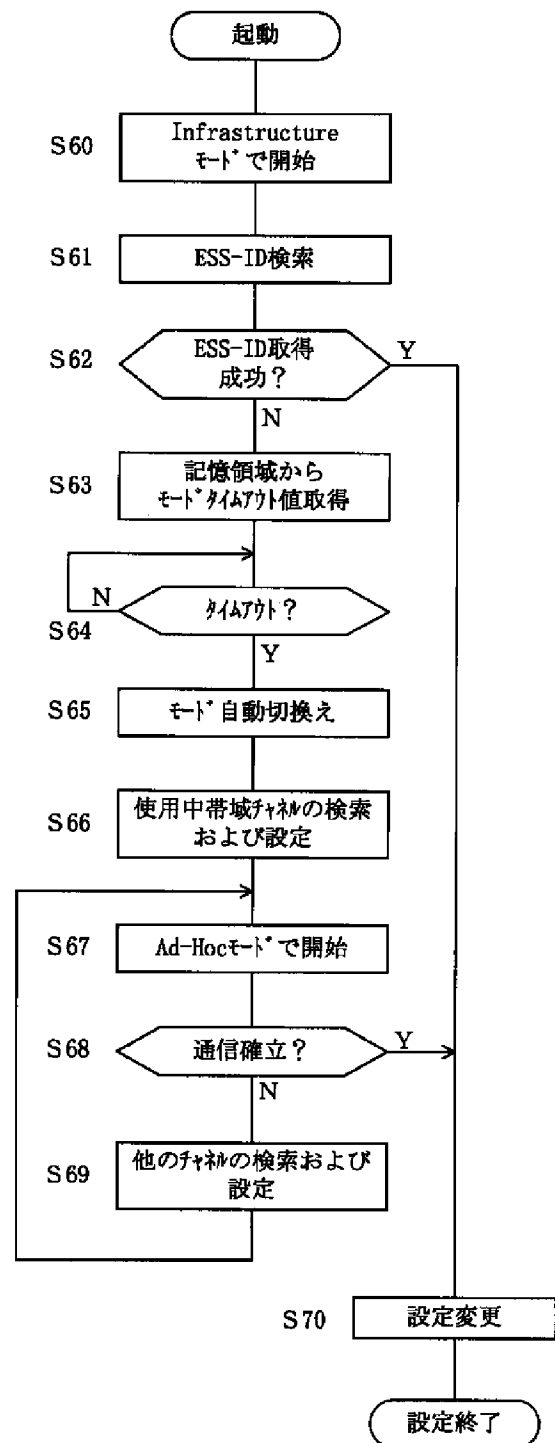 起動
S60
Infrastructure
ﾓｰﾄﾞで開始
S61
ESS-ID検索
S62
ESS-ID取得
成功？
Y
N
S63
記憶領域から
ﾓｰﾄﾞﾀｲﾑｱｳﾄ値取得
N
S64
ﾀｲﾑｱｳﾄ？
Y
S65
ﾓｰﾄﾞ自動切換え
S66
使用中帯域ﾁｬﾈﾙの検索
および設定
S67
Ad-Hocﾓｰﾄﾞで開始
S68
通信確立？
Y
N
S69
他のﾁｬﾈﾙの検索および
設定
S70
設定変更
設定終了